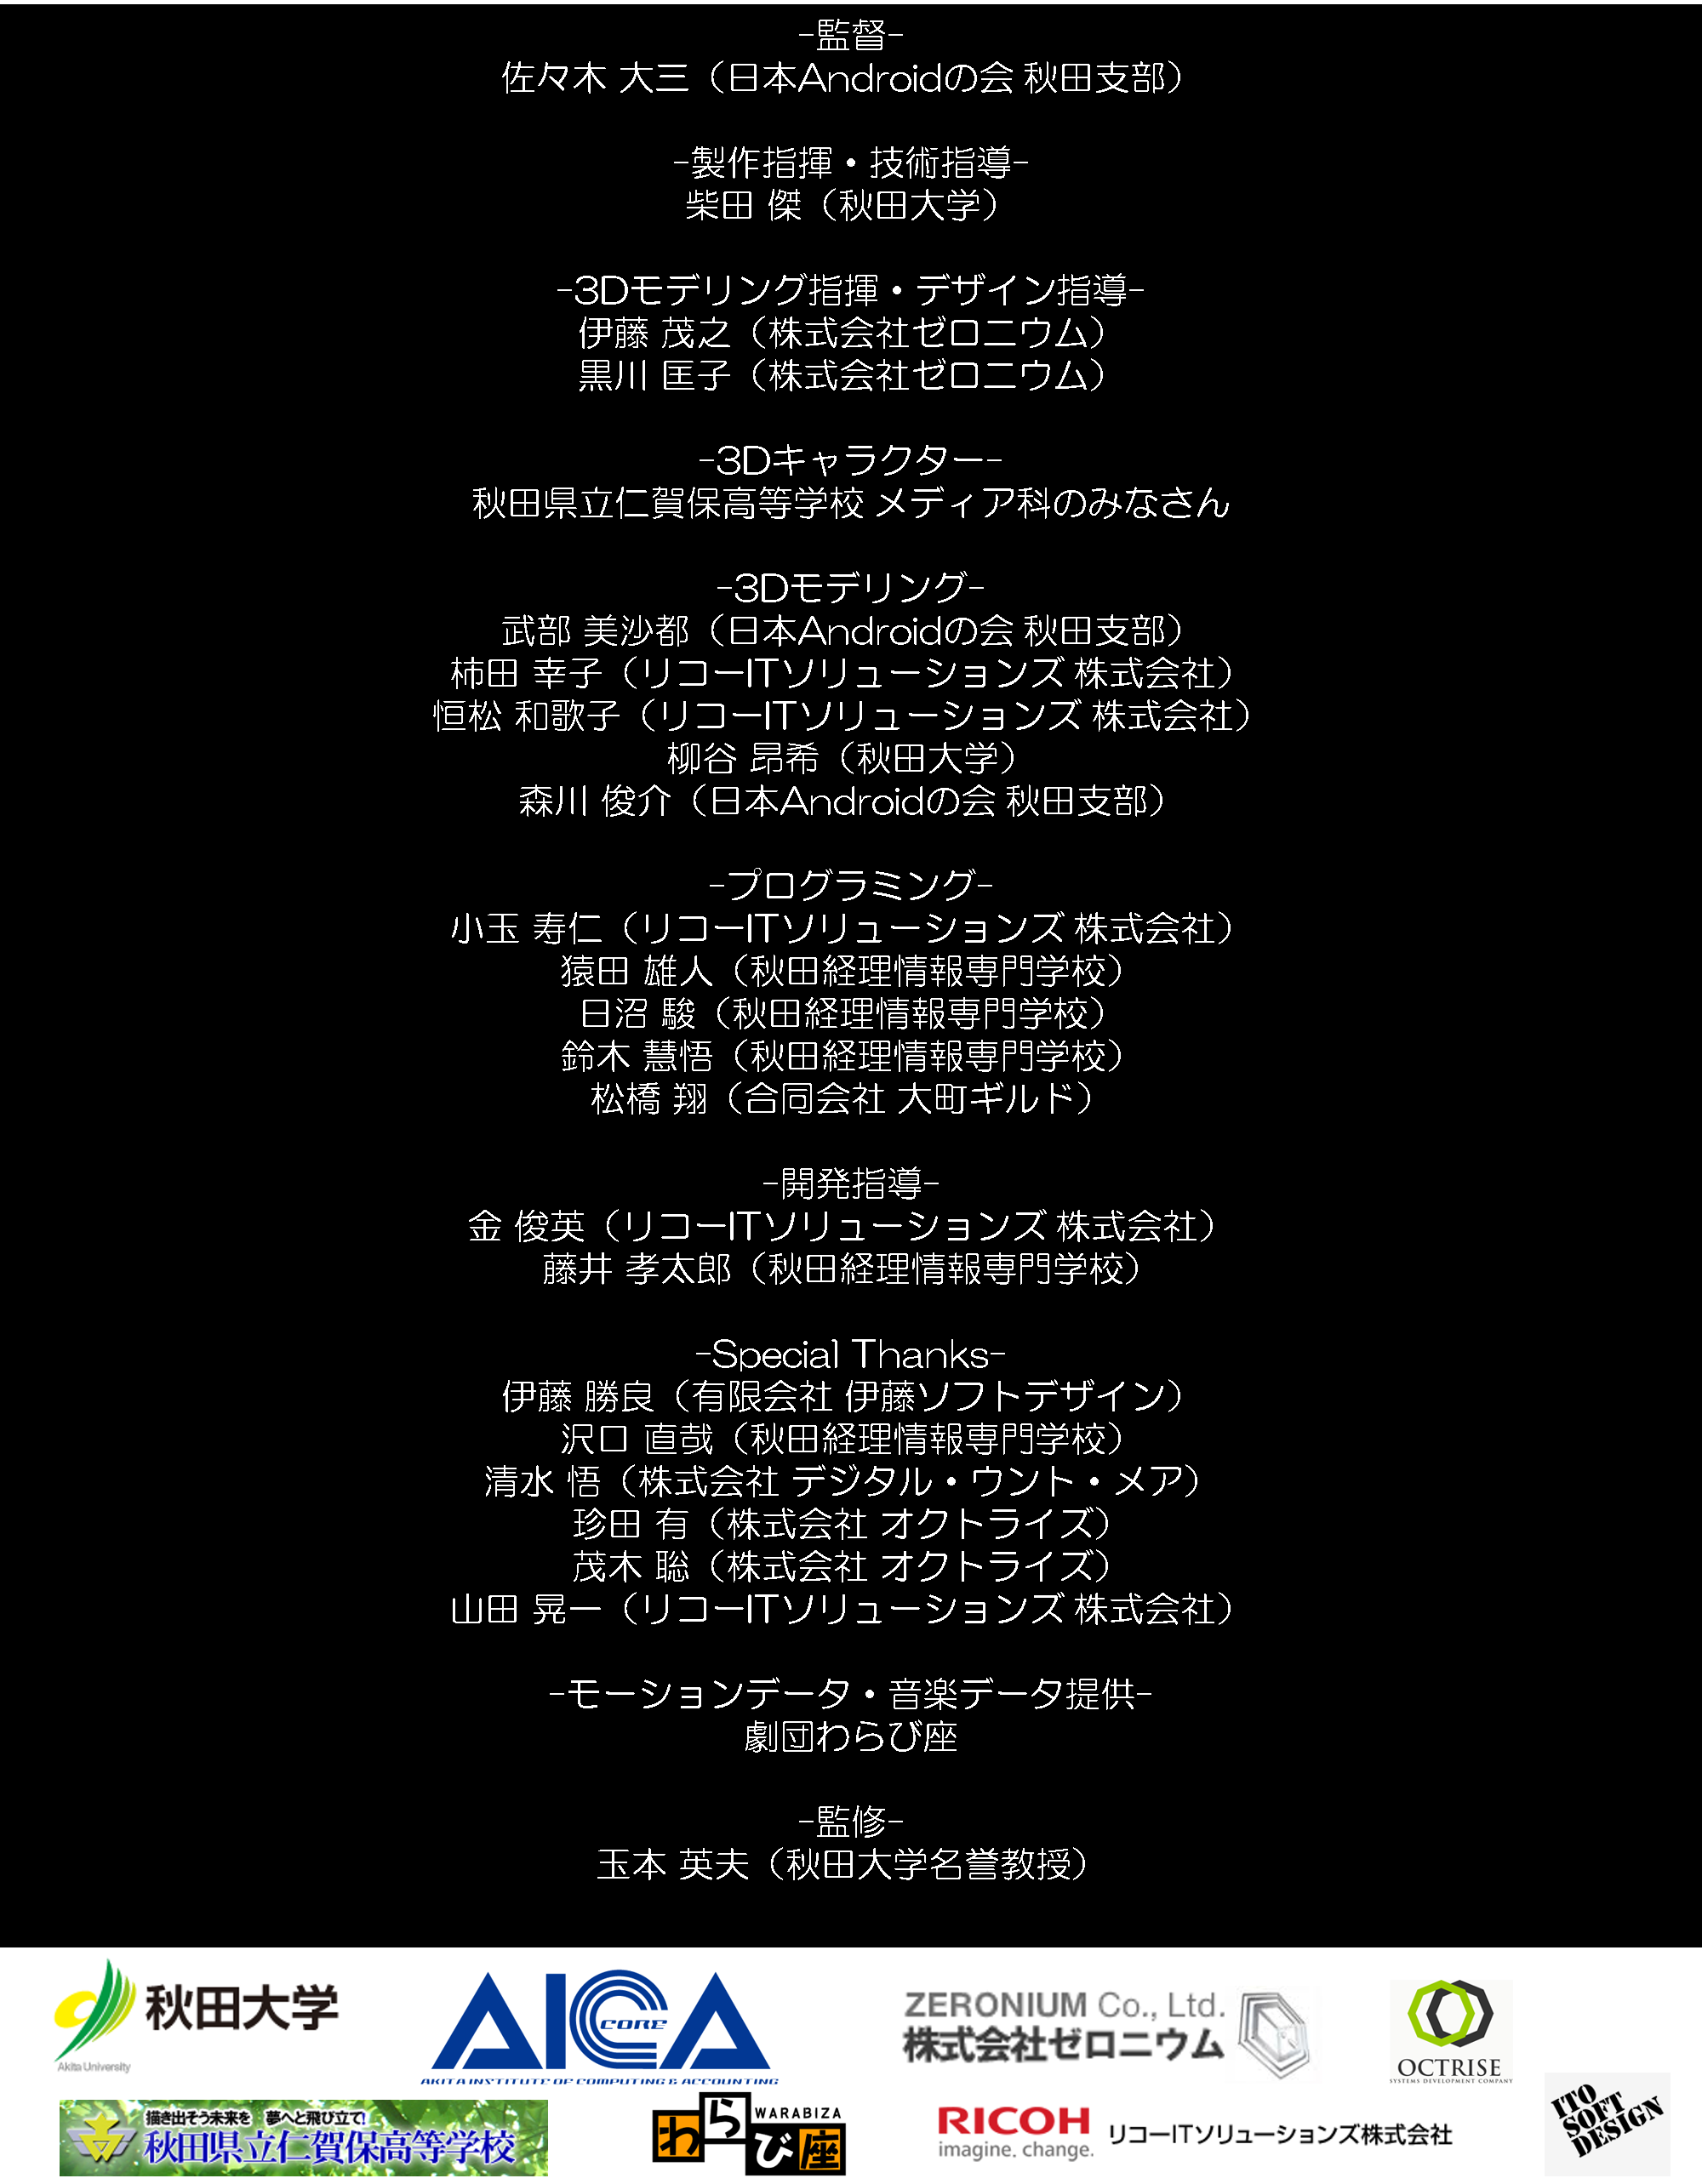 -監督-
佐々木 大三（日本Androidの会 秋田支部）
-製作指揮・技術指導-
柴田 傑（秋田大学）
-3Dモデリング指揮・デザイン指導-
伊藤 茂之（株式会社ゼロニウム）
黒川 匡子（株式会社ゼロニウム）
-3Dキャラクター-
秋田県立仁賀保高等学校 メディア科のみなさん
-3Dモデリング-
武部 美沙都（日本Androidの会 秋田支部）
柿田 幸子（リコーITソリューションズ 株式会社）
恒松 和歌子（リコーITソリューションズ 株式会社）
柳谷 昂希（秋田大学）
森川 俊介（日本Androidの会 秋田支部）
-プログラミング-
小玉 寿仁（リコーITソリューションズ 株式会社）
猿田 雄人（秋田経理情報専門学校）
日沼 駿（秋田経理情報専門学校）
鈴木 慧悟（秋田経理情報専門学校）
松橋 翔（合同会社 大町ギルド）
-開発指導-
金 俊英（リコーITソリューションズ 株式会社）
藤井 孝太郎（秋田経理情報専門学校）
-Special Thanks-
伊藤 勝良（有限会社 伊藤ソフトデザイン）
沢口 直哉（秋田経理情報専門学校）
清水 悟（株式会社 デジタル・ウント・メア）
珍田 有（株式会社 オクトライズ）
茂木 聡（株式会社 オクトライズ）
山田 晃一（リコーITソリューションズ 株式会社）
-モーションデータ・音楽データ提供-
劇団わらび座
-監修-
玉本 英夫（秋田大学名誉教授）
秋田大学
Akita University
AICA
CORE
AKITA INSTITUTE OF COMPUTING & ACCOUNTING
ZERONIUM Co., Ltd.
株式会社ゼロニウム
OCTRISE
SYSTEMS DEVELOPMENT COMPANY
描き出そう未来を 夢へと飛び立て!
秋田県立仁賀保高等学校
わらび座
WARABIZA
RICOH
imagine. change.
リコーITソリューションズ株式会社
ITO
SOFT
DESIGN